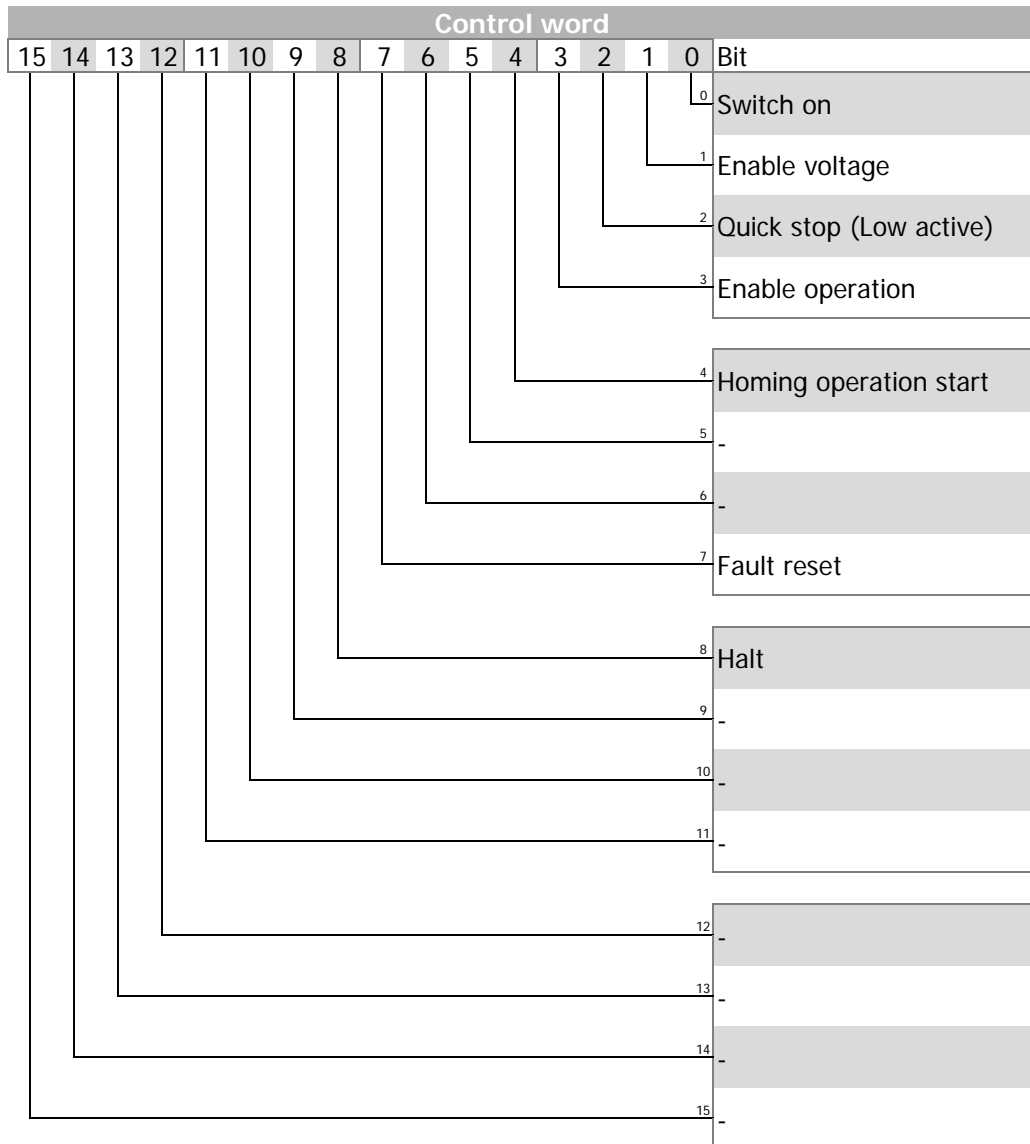 Control word
15 14 13 12 11 10 9 8 7 6 5 4 3 2 1 0 Bit
0 Switch on
1 Enable voltage
2 Quick stop (Low active)
3 Enable operation
4 Homing operation start
5 -
6 -
7 Fault reset
8 Halt
9 -
10 -
11 -
12 -
13 -
14 -
15 -